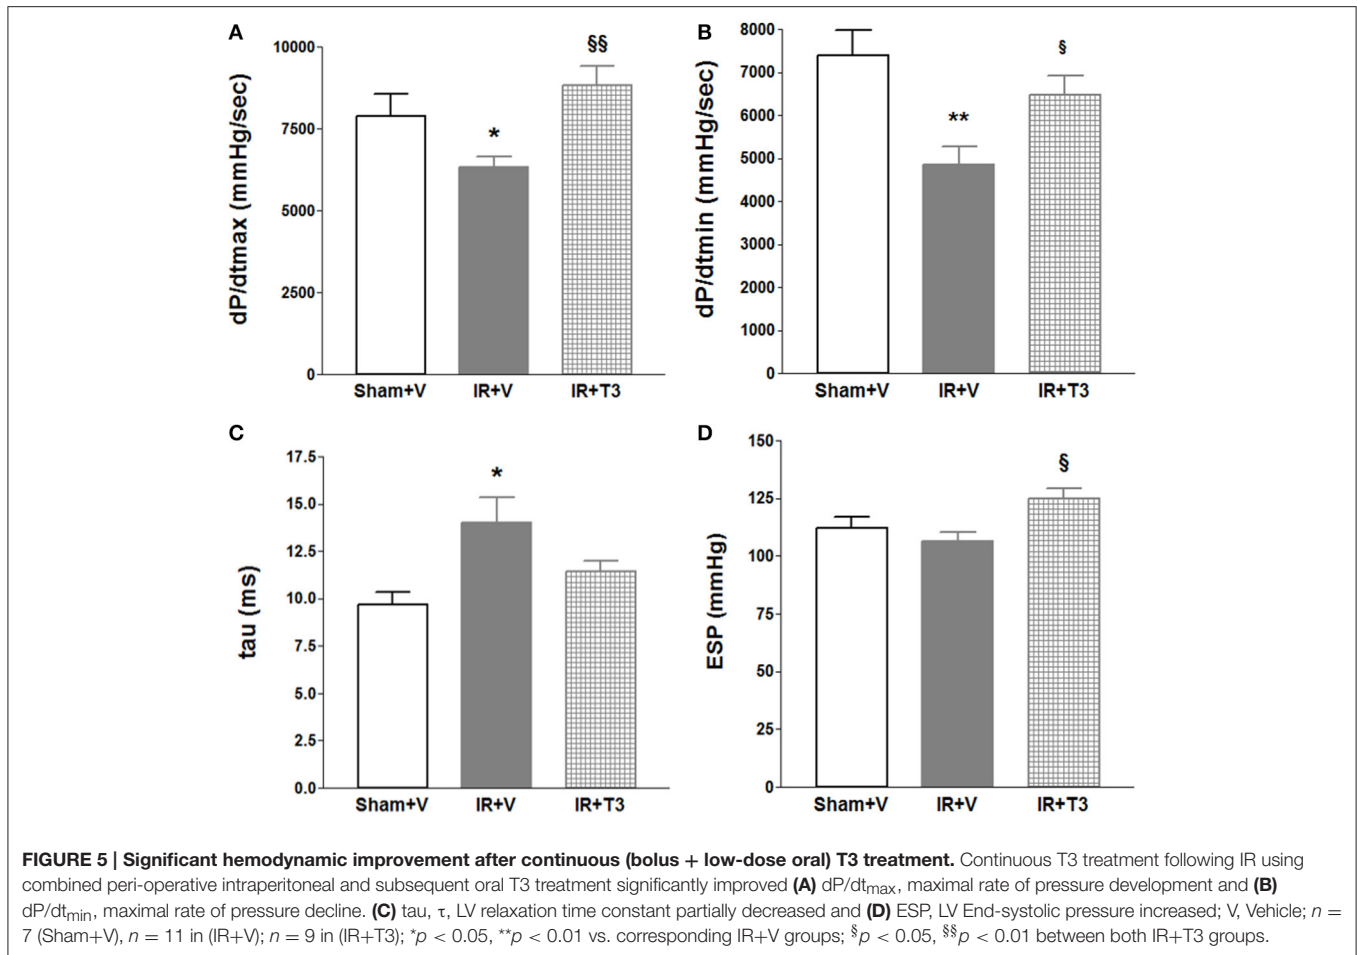 A
§§
*
10000
7500
5000
2500
0
dP/dtmax (mmHg/sec)
Sham+V IR+V IR+T3
B
§
**
8000
7000
6000
5000
4000
3000
2000
1000
0
dP/dtmin (mmHg/sec)
Sham+V IR+V IR+T3
C
*
17.5
15.0
12.5
10.0
7.5
5.0
2.5
0.0
tau (ms)
Sham+V IR+V IR+T3
D
§
150
125
100
75
50
25
0
ESP (mmHg)
Sham+V IR+V IR+T3
FIGURE 5 | Significant hemodynamic improvement after continuous (bolus + low-dose oral) T3 treatment. Continuous T3 treatment following IR using
combined peri-operative intraperitoneal and subsequent oral T3 treatment significantly improved (A) dP/dtmax, maximal rate of pressure development and (B)
dP/dtmin, maximal rate of pressure decline. (C) tau, τ, LV relaxation time constant partially decreased and (D) ESP, LV End-systolic pressure increased; V, Vehicle; n =
7 (Sham+V), n = 11 in (IR+V); n = 9 in (IR+T3); *p < 0.05, **p < 0.01 vs. corresponding IR+V groups; §p < 0.05, §§p < 0.01 between both IR+T3 groups.